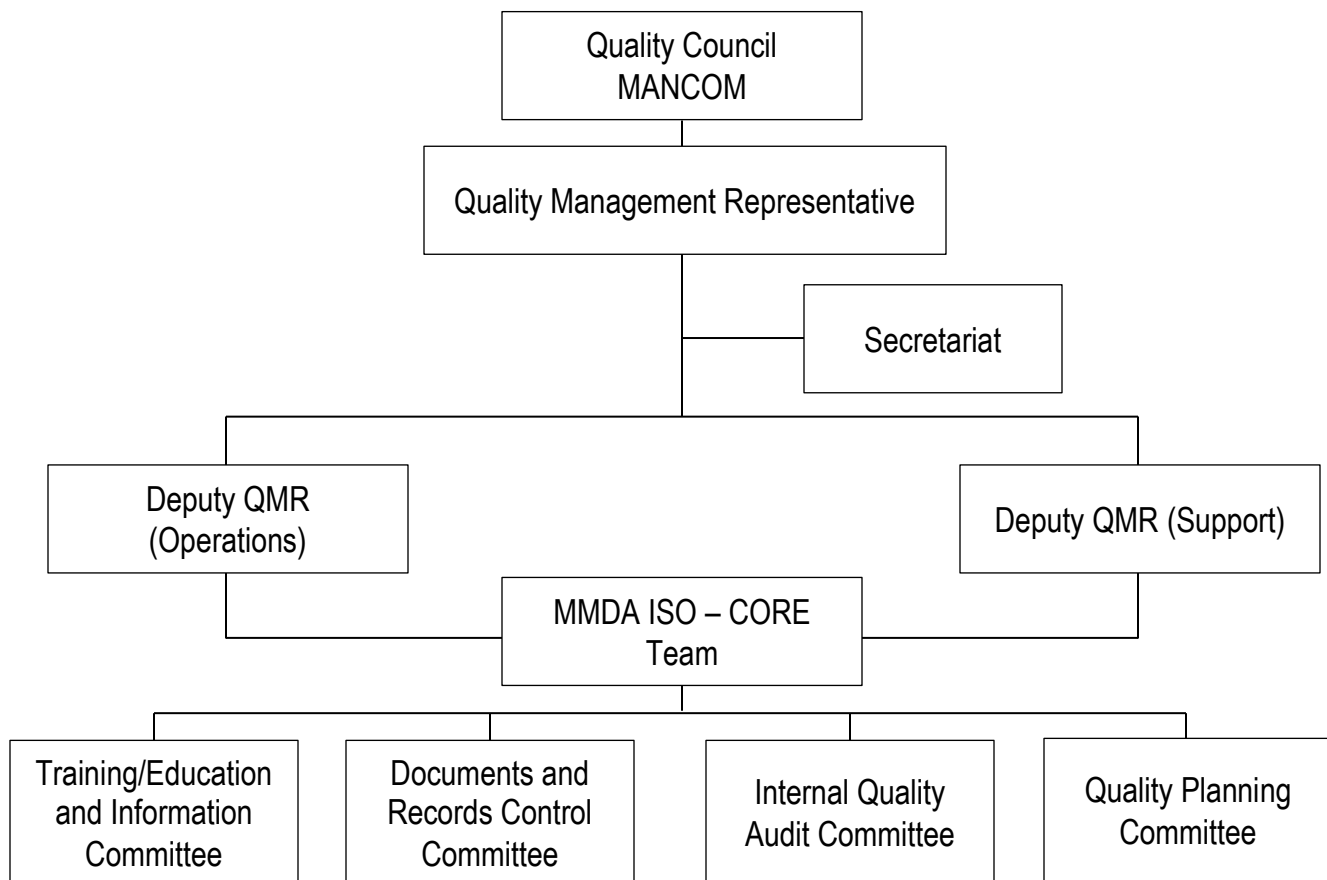 Quality Council
MANCOM
Quality Management Representative
Secretariat
Deputy QMR
(Operations)
Deputy QMR (Support)
MMDA ISO – CORE
Team
Training/Education
and Information
Committee
Documents and
Records Control
Committee
Internal Quality
Audit Committee
Quality Planning
Committee